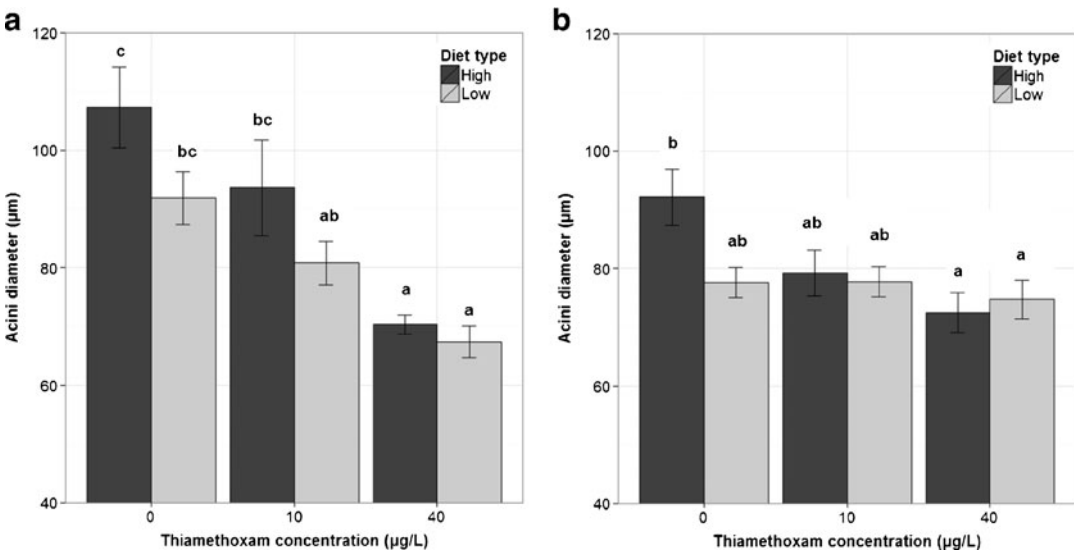 a
120
100
80
60
40
Acini diameter (µm)
c
bc
bc
ab
a
a
Diet type
High
Low
0
10
40
Thiamethoxam concentration (µg/L)
b
120
100
80
60
40
Acini diameter (µm)
b
ab
ab
ab
a
a
Diet type
High
Low
0
10
40
Thiamethoxam concentration (µg/L)